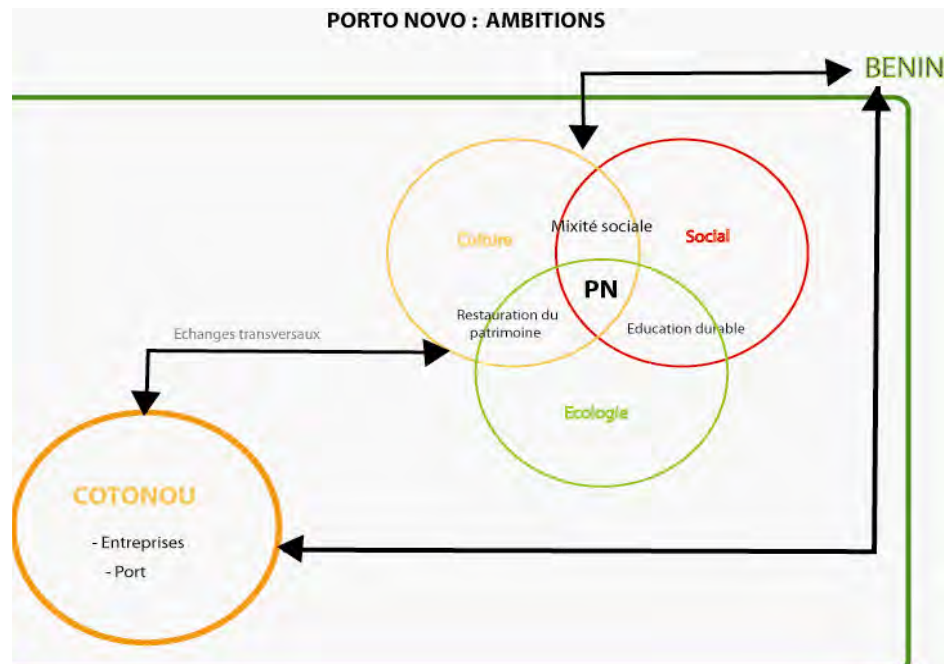 PORTO NOVO : AMBITIONS
BENIN
Mixité sociale
Culture
Social
PN
Restauration du
patrimoine
Education durable
Echanges transversaux
Ecologie
COTONOU
- Entreprises
- Port